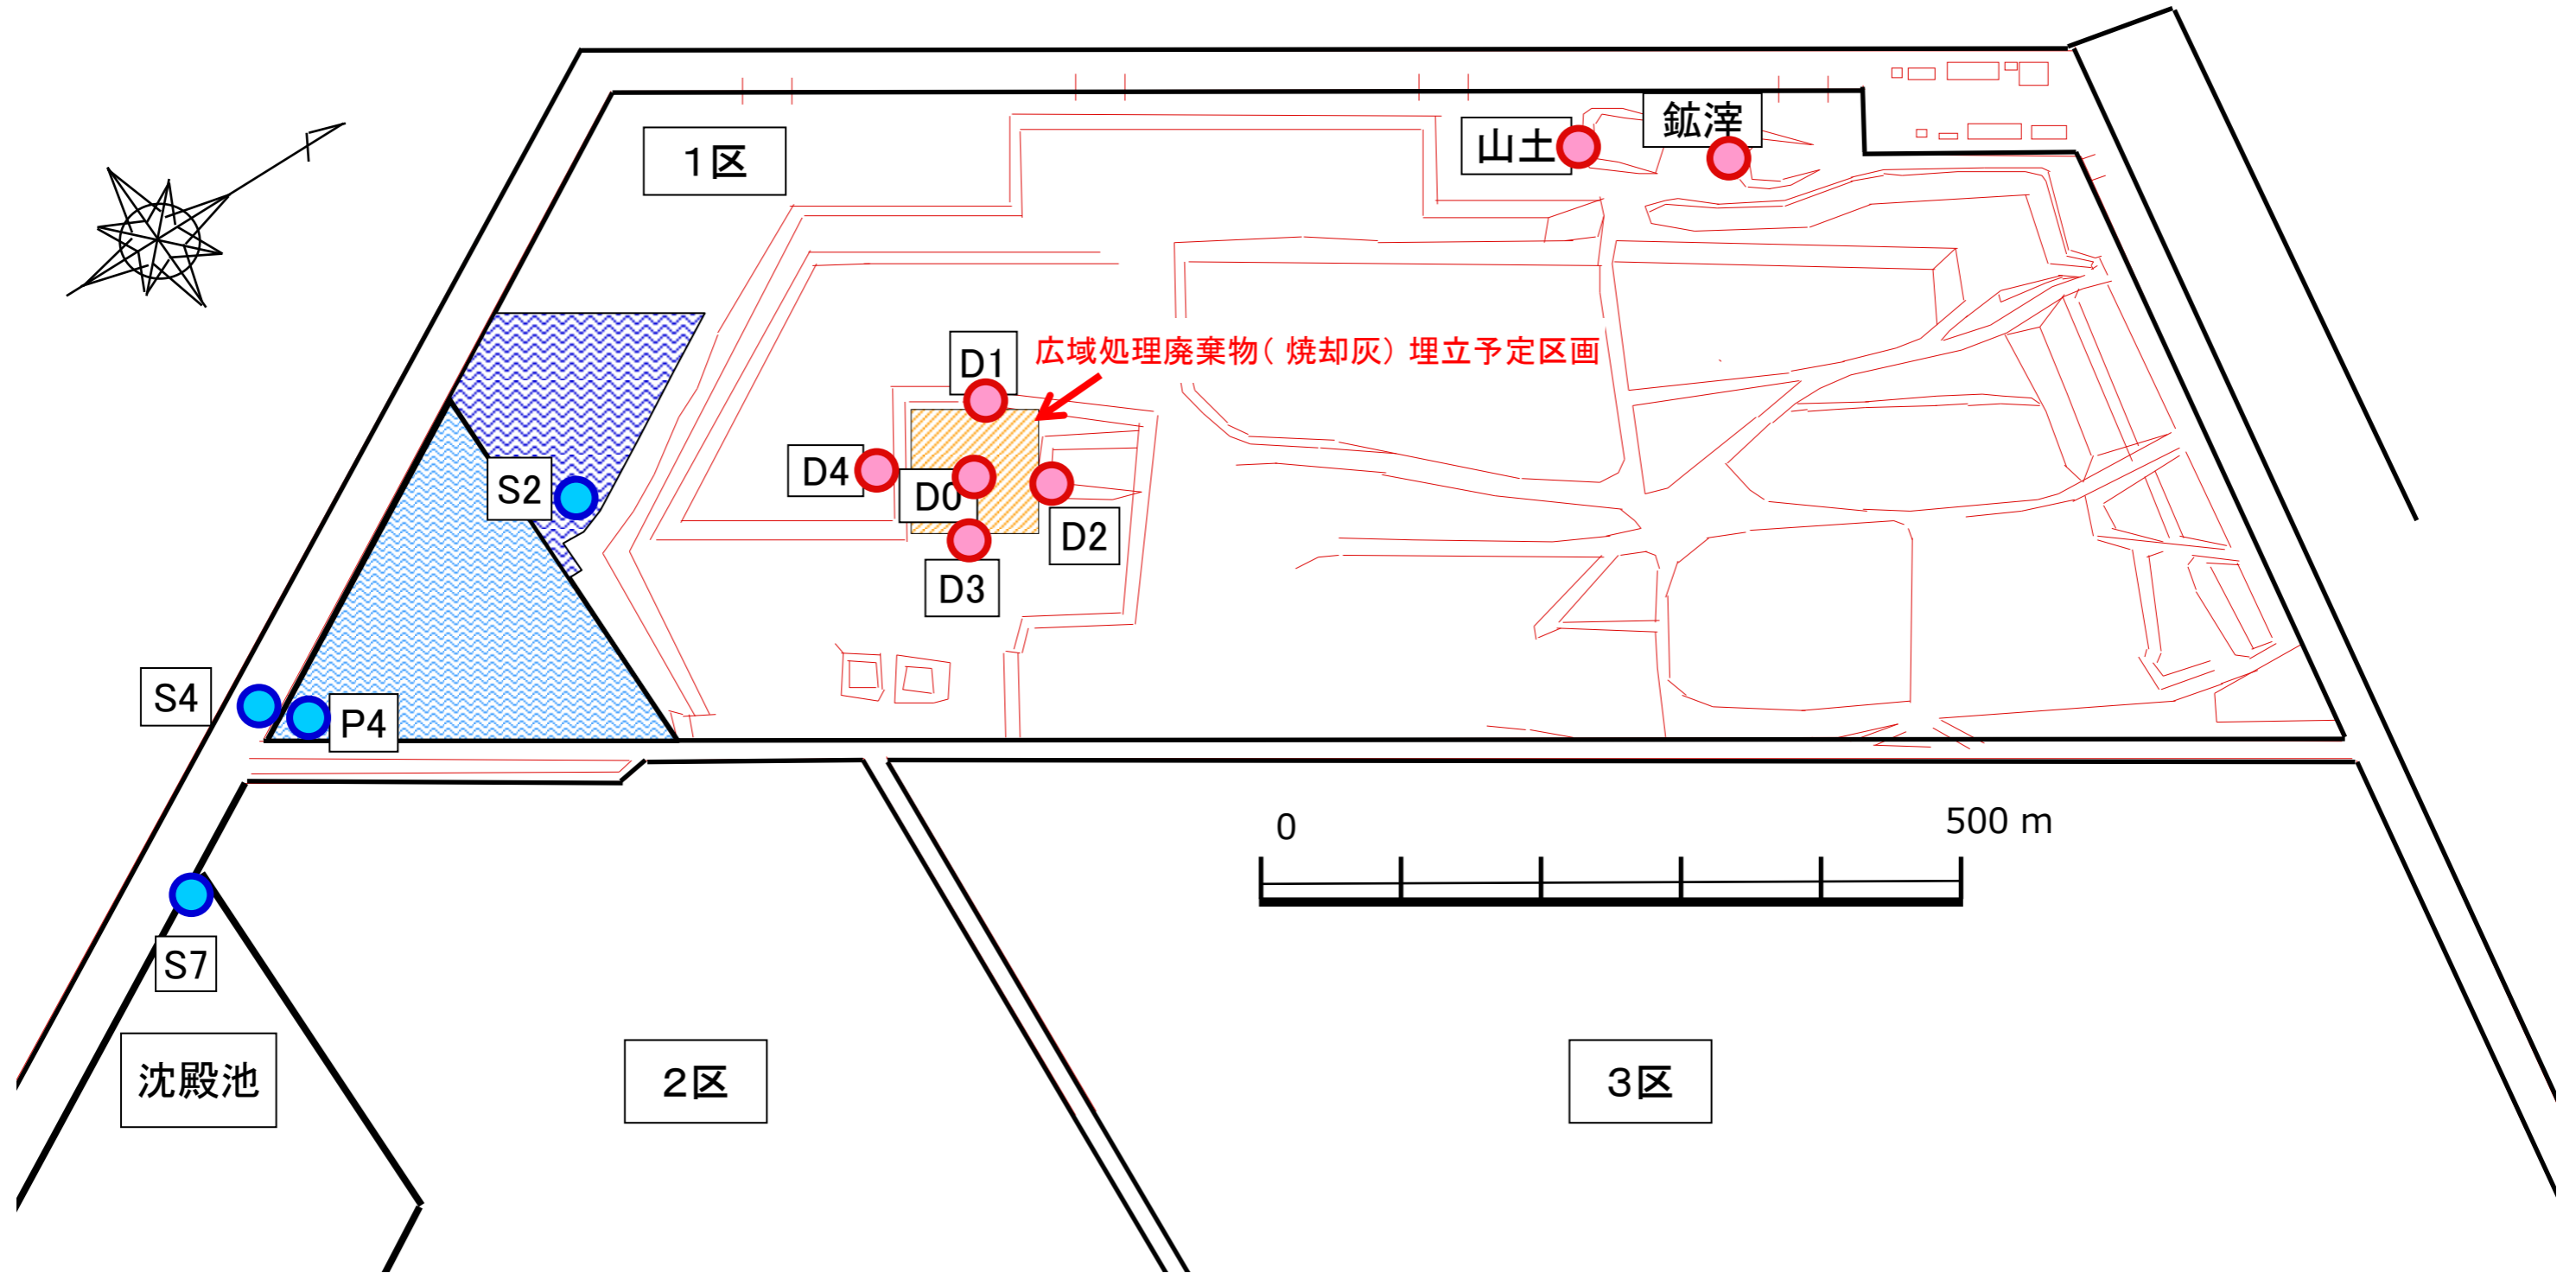 １区
山土
鉱滓
D1
広域処理廃棄物（焼却灰）埋立予定区画
D4
D0
S2
D2
D3
S4
P4
0
500 m
S7
沈殿池
２区
３区